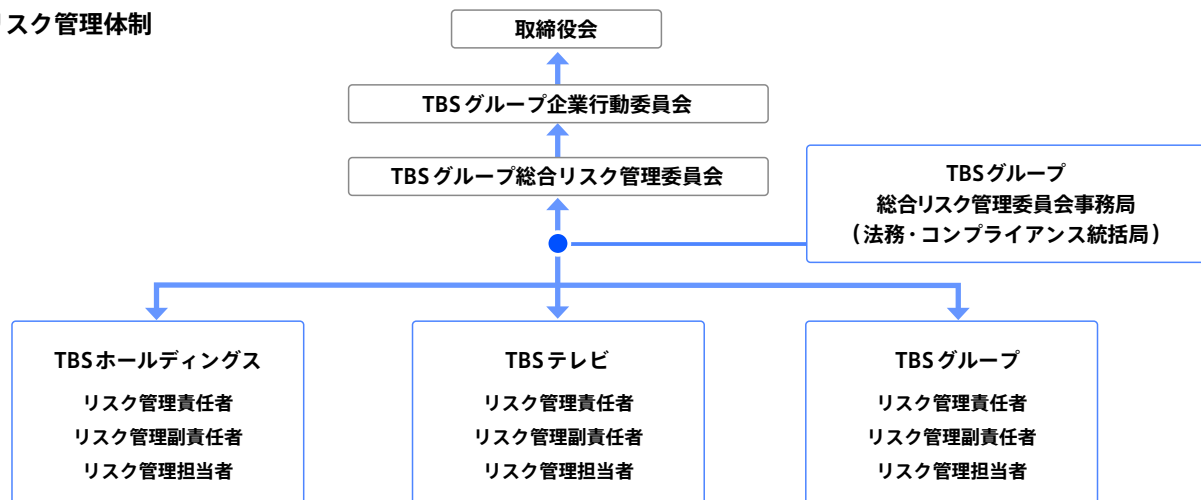 リスク管理体制
取締役会
TBSグループ企業行動委員会
TBSグループ総合リスク管理委員会
TBSグループ
総合リスク管理委員会事務局
(法務・コンプライアンス統括局)
TBSホールディングス
リスク管理責任者
リスク管理副責任者
リスク管理担当者
TBSテレビ
リスク管理責任者
リスク管理副責任者
リスク管理担当者
TBSグループ
リスク管理責任者
リスク管理副責任者
リスク管理担当者